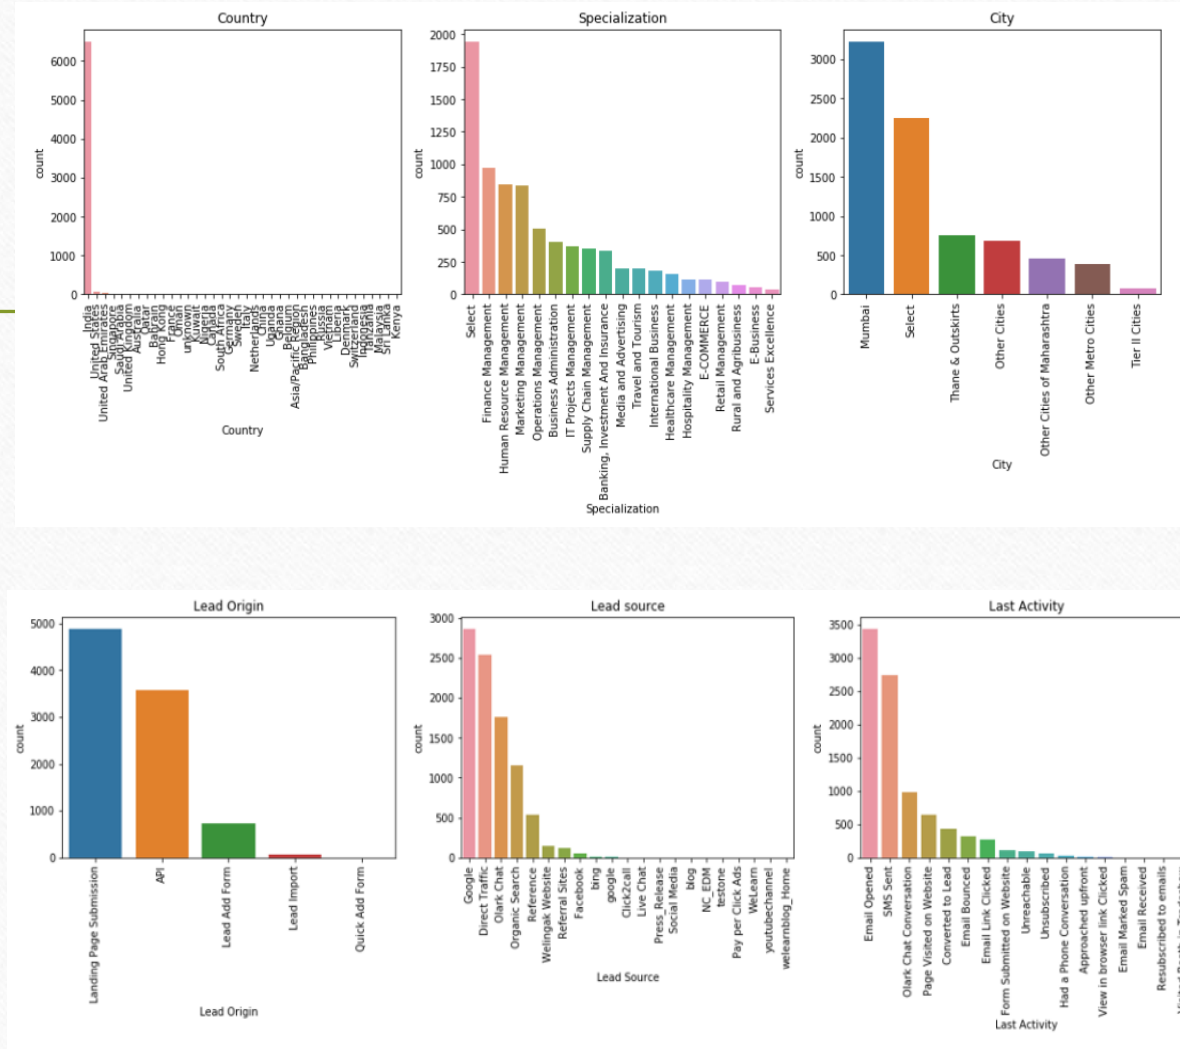 Country
Specialization
City
6000
5000
4000
3000
2000
1000
0
count
India
United States
United Arab Emirates
Singapore
Saudi Arabia
United Kingdom
Australia
Qatar
Bahrain
Hong Kong
France
Oman
unknown
Kuwait
Nigeria
Canada
South Africa
Germany
Sweden
Italy
Netherlands
China
Uganda
Ghana
Belgium
Asia/Pacific Region
Bangladesh
Philippines
Russia
Vietnam
Denmark
Switzerland
Indonesia
Tanzania
Sri Lanka
Kenya
Country
2000
1750
1500
1250
1000
750
500
250
0
count
Select
Finance Management
Human Resource Management
Marketing Management
Operations Management
Business Administration
IT Projects Management
Supply Chain Management
Banking, Investment And Insurance
Media and Advertising
Travel and Tourism
International Business
Healthcare Management
Hospitality Management
E-COMMERCE
Retail Management
Rural and Agribusiness
E-Business
Services Excellence
Specialization
3000
2500
2000
1500
1000
500
0
count
Mumbai
Select
Thane & Outskirts
Other Cities
Other Cities of Maharashtra
Other Metro Cities
Tier II Cities
City
Lead Origin
Lead source
Last Activity
5000
4000
3000
2000
1000
0
count
Landing Page Submission
API
Lead Add Form
Lead Import
Quick Add Form
Lead Origin
3000
2500
2000
1500
1000
500
0
count
Google
Direct Traffic
Olark Chat
Organic Search
Reference
Welingak Website
Referral Sites
Facebook
bing
google
Click2call
Live Chat
Press_Release
Social Media
blog
NC_EDM
testone
Pay per Click Ads
WeLearn
youtubechannel
welearnblog_Home
Lead Source
3500
3000
2500
2000
1500
1000
500
0
count
Email Opened
SMS Sent
Olark Chat Conversation
Page Visited on Website
Converted to Lead
Email Bounced
Email Link Clicked
Form Submitted on Website
Unreachable
Unsubscribed
Had a Phone Conversation
Approached upfront
View in browser link Clicked
Email Marked Spam
Email Received
Resubscribed to emails
Last Activity